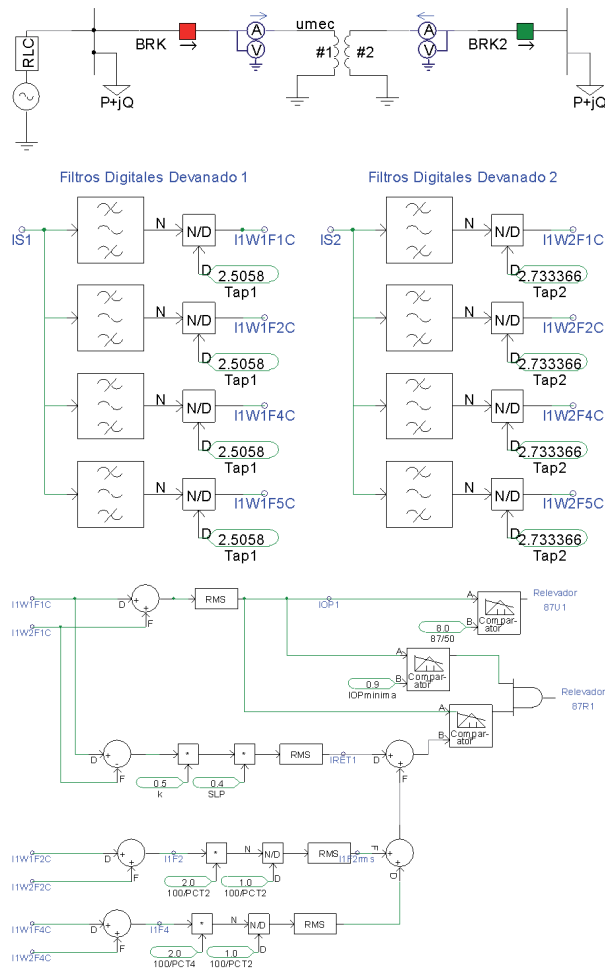 umec
BRK
A
V
#1
#2
A
V
BRK2
RLC
P+jQ
P+jQ
Filtros Digitales Devanado 1
Filtros Digitales Devanado 2
IS1
N
N/D
I1W1F1C
D
2.5058
Tap1
N
N/D
I1W1F2C
D
2.5058
Tap1
N
N/D
I1W1F4C
D
2.5058
Tap1
N
N/D
I1W1F5C
D
2.5058
Tap1
IS2
N
N/D
I1W2F1C
D
2.733366
Tap2
N
N/D
I1W2F2C
D
2.733366
Tap2
N
N/D
I1W2F4C
D
2.733366
Tap2
N
N/D
I1W2F5C
D
2.733366
Tap2
I1W1F1C
D + +
F
I1W2F1C
RMS
IOP1
A
B
Compar-
ator
8.0
87/50
Relevador
87U1
A
B
Compar-
ator
0.9
IOPminima
Relevador
87R1
A
B
Compar-
ator
D + -
F
*
0.5
k
*
0.4
SLP
RMS
IRET1
D + +
F
I1W1F2C
D + +
F
I1W2F2C
I1F2
*
2.0
100/PCT2
N
N/D
D
1.0
100/PCT2
RMS
I1F2rms
F + +
D
I1W1F4C
D + +
F
I1W2F4C
I1F4
*
2.0
100/PCT4
N
N/D
D
1.0
100/PCT2
RMS